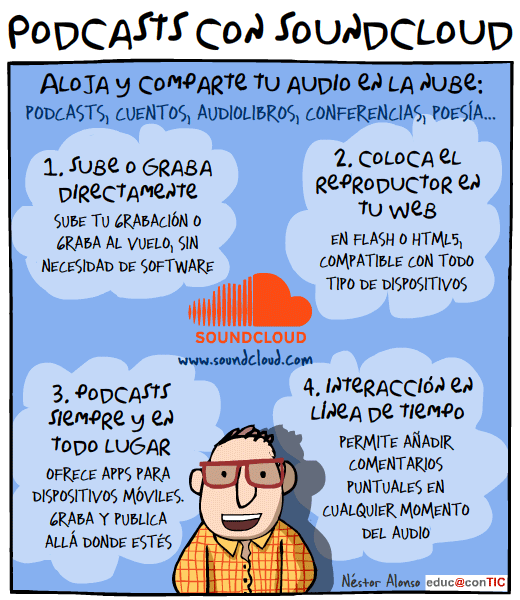 PODCASTS CON SOUNDCLOUD
ALOJA Y COMPARTE TU AUDIO EN LA NUBE:
PODCASTS, CUENTOS, AUDIOLIBROS, CONFERENCIAS, POESÍA...
1. SUBE O GRABA
DIRECTAMENTE
SUBE TU GRABACIÓN O
GRABA AL VUELO, SIN
NECESIDAD DE SOFTWARE
2. COLOCA EL
REPRODUCTOR EN
TU WEB
EN FLASH O HTML5,
COMPATIBLE CON TODO
TIPO DE DISPOSITIVOS
SOUNDCLOUD
www.soundcloud.com
3. PODCASTS
SIEMPRE Y EN
TODO LUGAR
OFRECE APPS PARA
DISPOSITIVOS MÓVILES.
GRABA Y PUBLICA
ALLÁ DONDE ESTÉS
4. INTERACCIÓN EN
LÍNEA DE TIEMPO
PERMITE AÑADIR
COMENTARIOS
PUNTUALES EN
CUALQUIER MOMENTO
DEL AUDIO
Néstor Alonso educ@conTIC